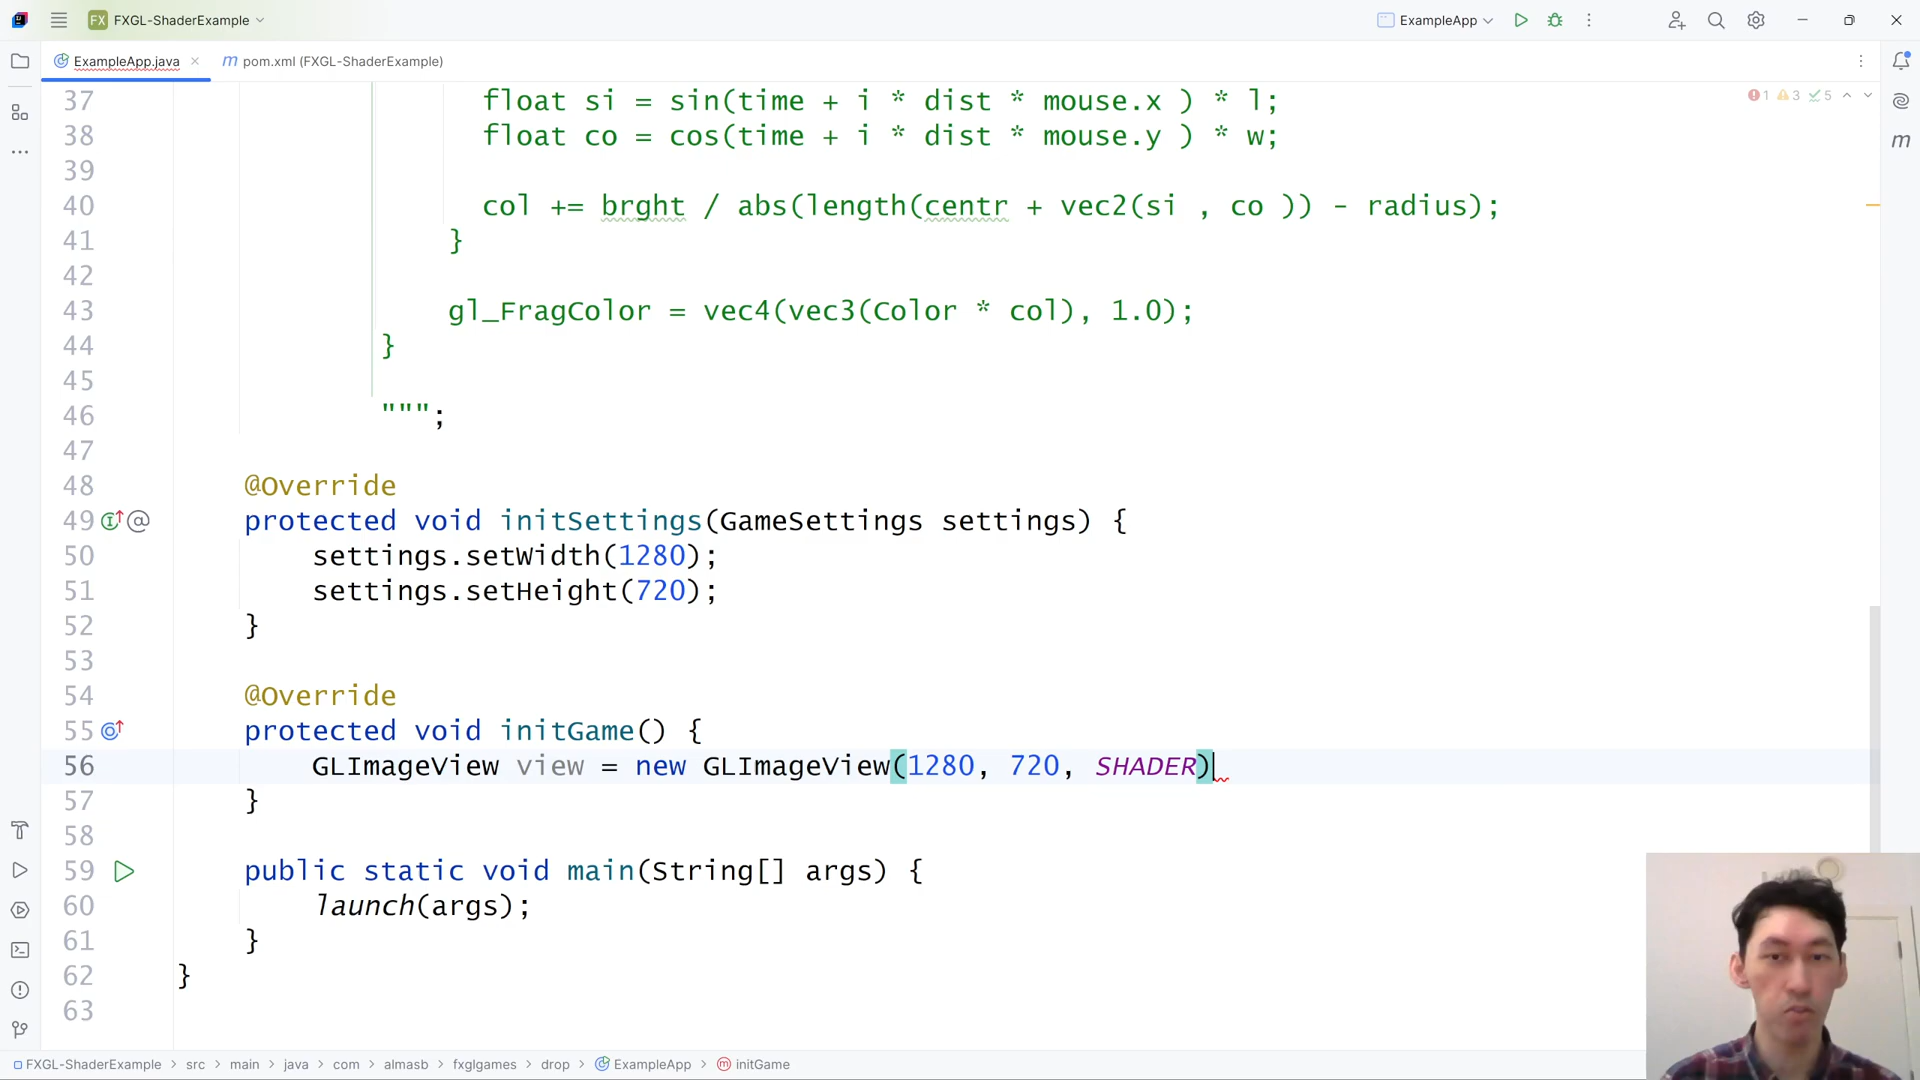 FX FXGL-ShaderExample
ExampleApp
ExampleApp.java
m pom.xml (FXGL-ShaderExample)
1 3 5
37 float si = sin(time + i * dist * mouse.x ) * l;
38 float co = cos(time + i * dist * mouse.y ) * w;
39
40 col += brght / abs(length(centr + vec2(si , co )) - radius);
41 }
42
43 gl_FragColor = vec4(vec3(Color * col), 1.0);
44 }
45
46 """;
47
48 @Override
49 @ protected void initSettings(GameSettings settings) {
50 settings.setWidth(1280);
51 settings.setHeight(720);
52 }
53
54 @Override
55 protected void initGame() {
56 GLImageView view = new GLImageView(1280, 720, SHADER)
57 }
58
59 public static void main(String[] args) {
60 launch(args);
61 }
62 }
63
FXGL-ShaderExample > src > main > java > com > almasb > fxglgames > drop > ExampleApp > m initGame